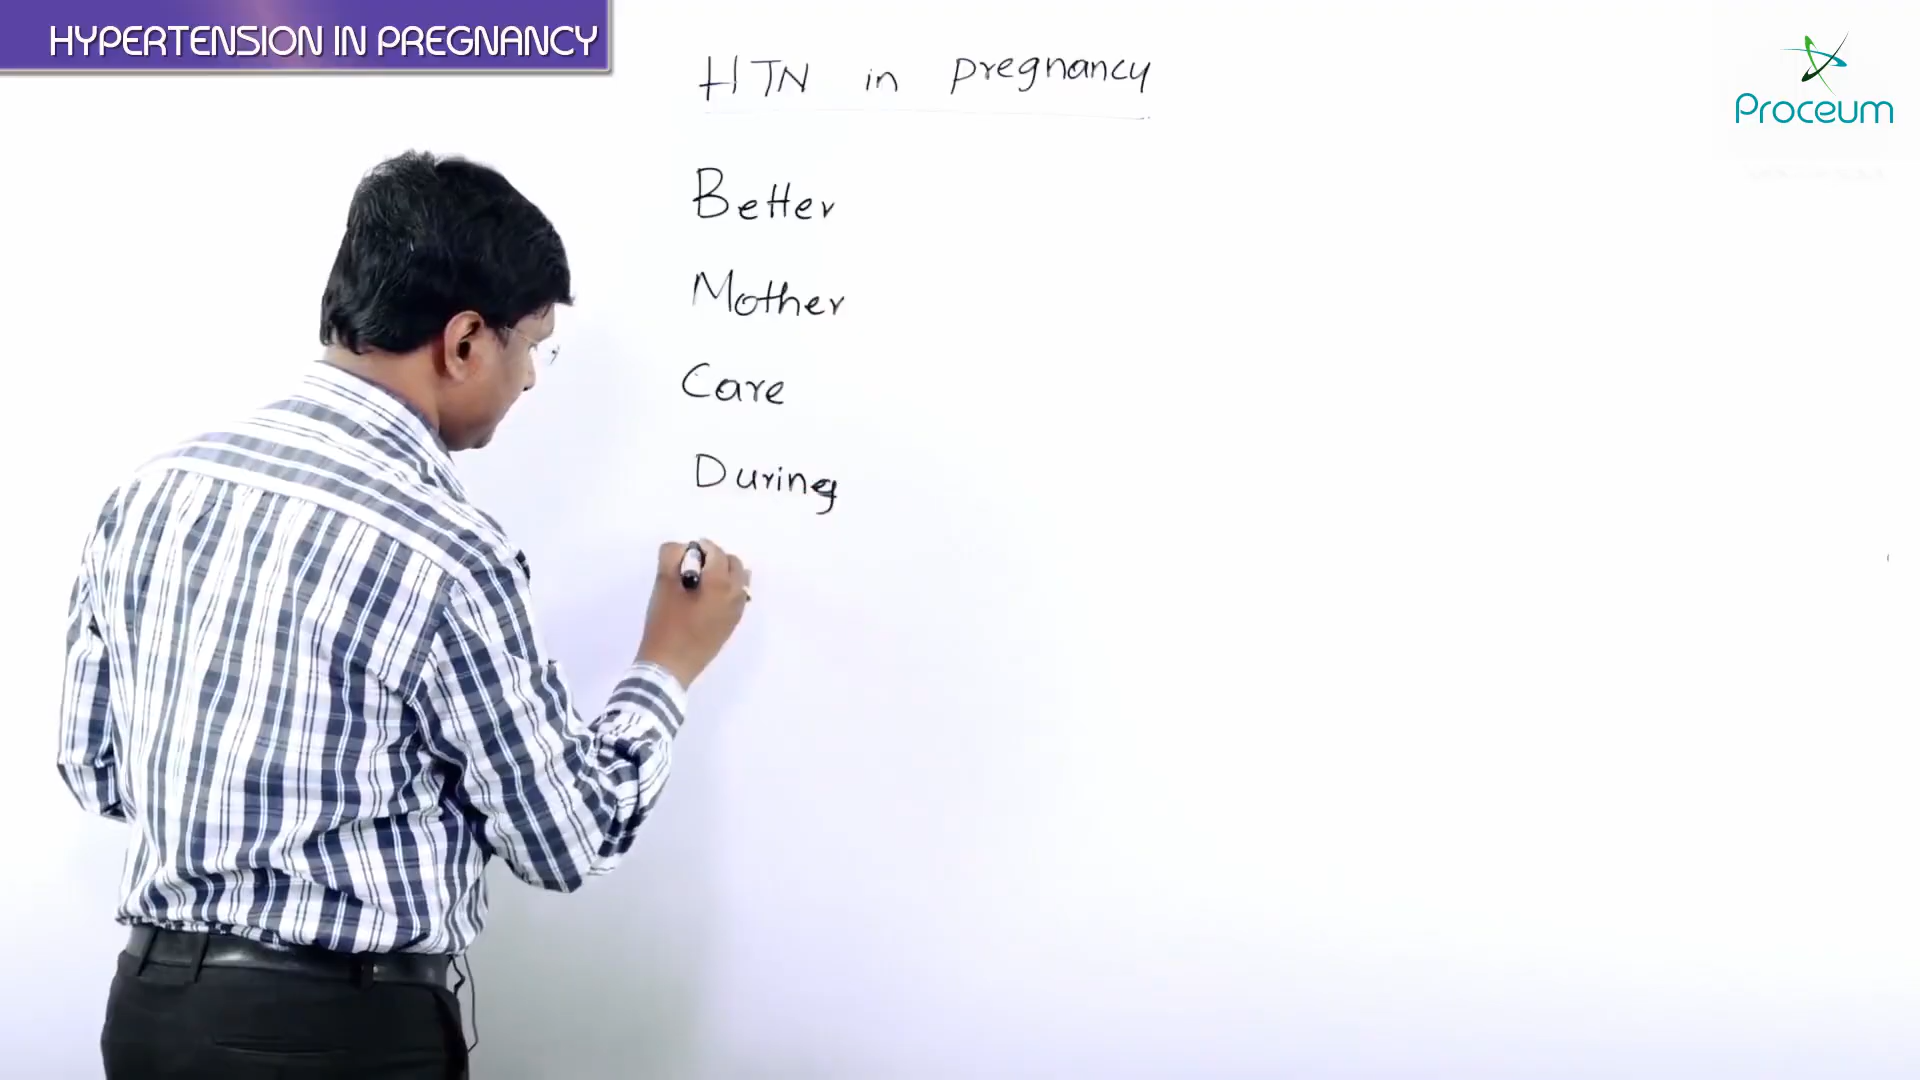 HYPERTENSION IN PREGNANCY
HTN in pregnancy
Proceum
Better
Mother
Care
During